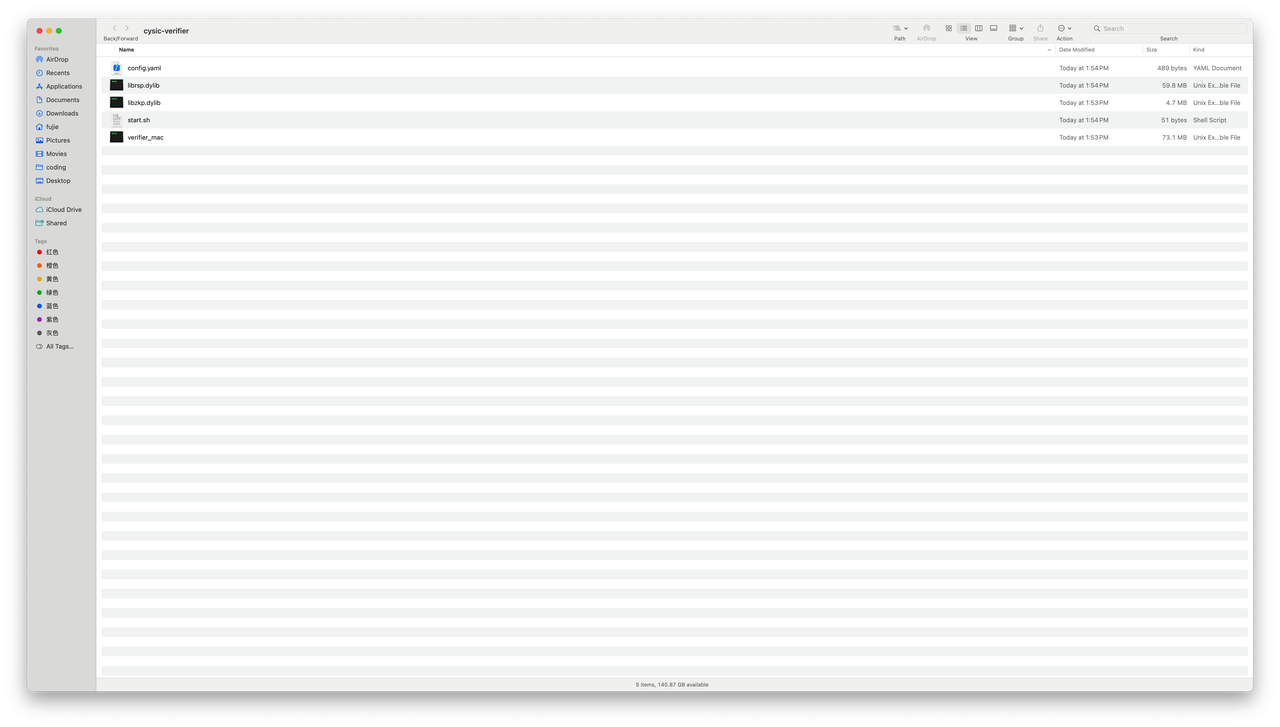 cysic-verifier
Back/Forward
Path
AirDrop
View
Group
Share
Action
Search
Search
Name
Date Modified
Size
Kind
config.yaml
Today at 1:54 PM
489 bytes
YAML Document
librsp.dylib
Today at 1:54 PM
59.8 MB
Unix Ex...ble File
libzkp.dylib
Today at 1:53 PM
4.7 MB
Unix Ex...ble File
start.sh
Today at 1:54 PM
51 bytes
Shell Script
verifier_mac
Today at 1:53 PM
73.1 MB
Unix Ex...ble File
Favorites
AirDrop
Recents
Applications
Documents
Downloads
fujie
Pictures
Movies
coding
Desktop
iCloud
iCloud Drive
Shared
Tags
红色
橙色
黄色
绿色
蓝色
紫色
灰色
All Tags...
5 items, 140.87 GB available